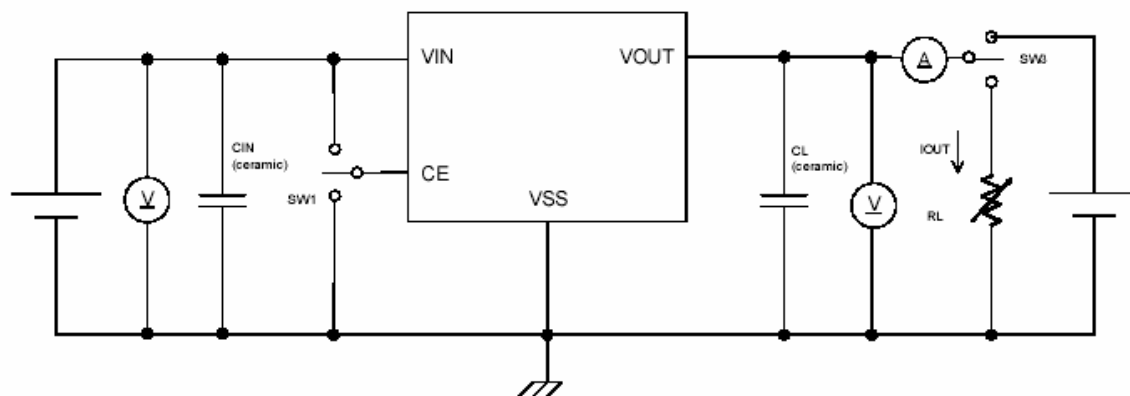 VIN
VOUT
A
SW3
CIN
(ceramic)
CL
(ceramic)
IOUT
V
CE
SW1
VSS
V
RL